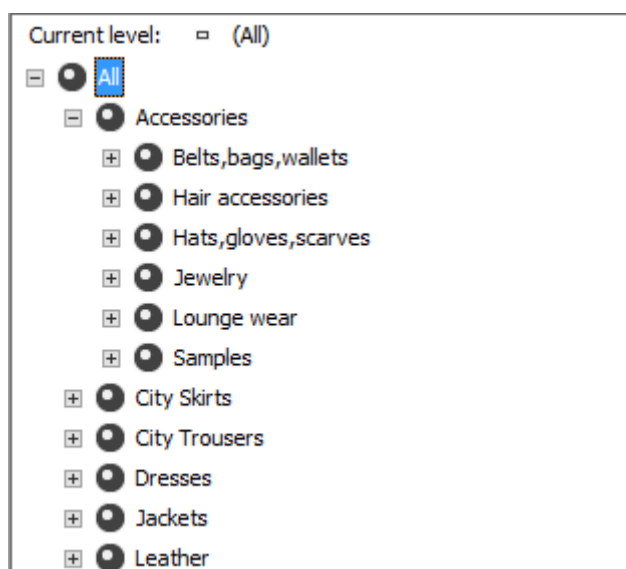 Current level: (All)
All
Accessories
Belts,bags,wallets
Hair accessories
Hats,gloves,scarves
Jewelry
Lounge wear
Samples
City Skirts
City Trousers
Dresses
Jackets
Leather